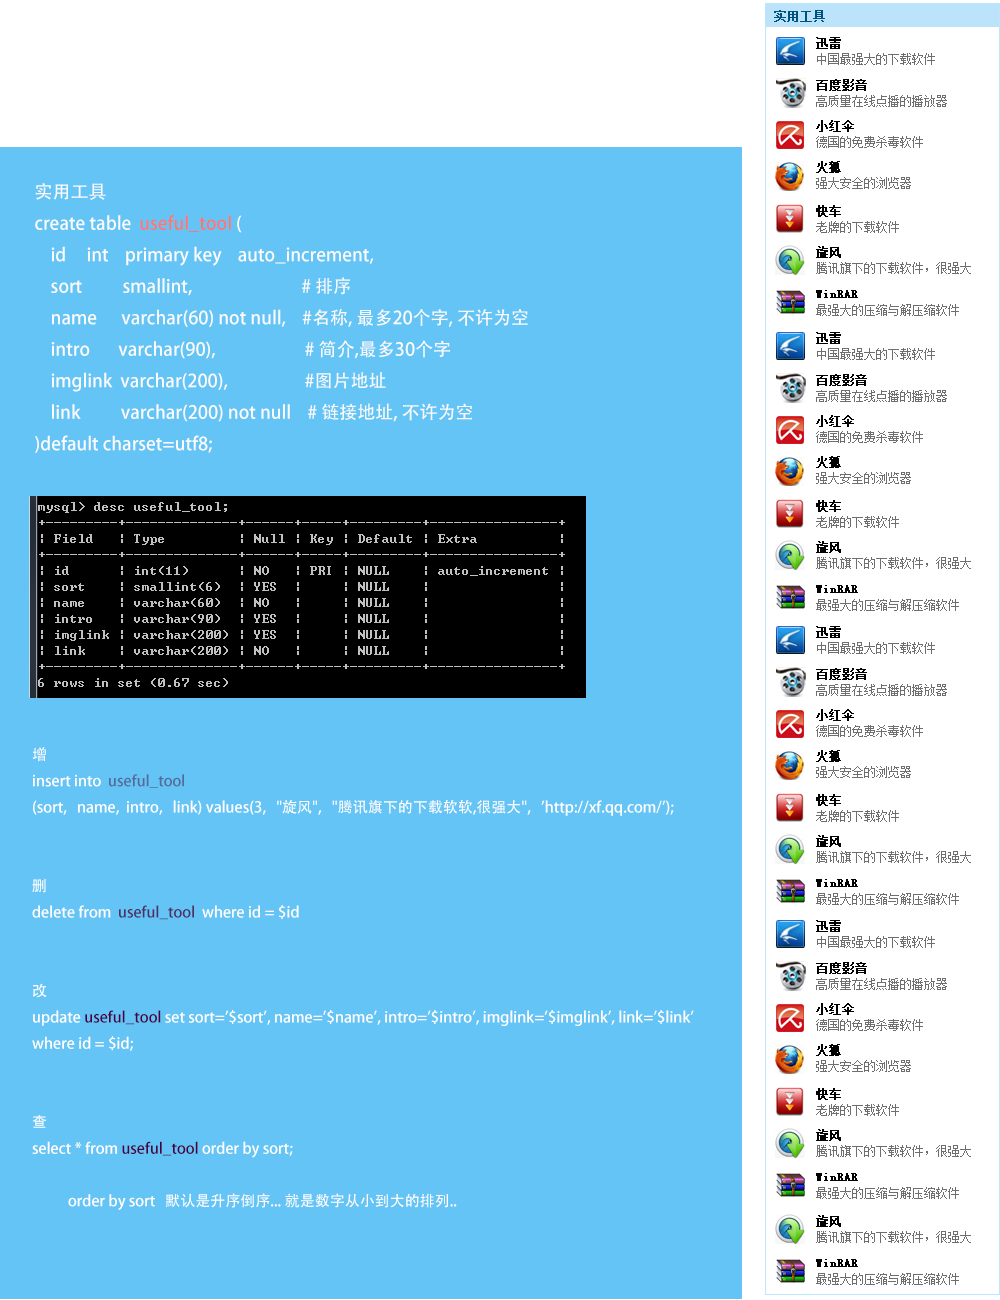 实用工具
create table useful_tool (
id int primary key auto_increment,
sort smallint, # 排序
name varchar(60) not null, #名称, 最多20个字, 不许为空
intro varchar(90), # 简介,最多30个字
imglink varchar(200), #图片地址
link varchar(200) not null # 链接地址, 不许为空
)default charset=utf8;
mysql> desc useful_tool;
+----------+--------------+------+-----+---------+----------------+
| Field | Type | Null | Key | Default | Extra |
+----------+--------------+------+-----+---------+----------------+
| id | int(11) | NO | PRI | NULL | auto_increment |
| sort | smallint(6) | YES | | NULL | |
| name | varchar(60) | NO | | NULL | |
| intro | varchar(90) | YES | | NULL | |
| imglink | varchar(200) | YES | | NULL | |
| link | varchar(200) | NO | | NULL | |
+----------+--------------+------+-----+---------+----------------+
6 rows in set (0.67 sec)
增
insert into useful_tool
(sort, name, intro, link) values(3, "旋风", "腾讯旗下的下载软软,很强大", 'http://xf.qq.com/');
删
delete from useful_tool where id = $id
改
update useful_tool set sort='$sort', name='$name', intro='$intro', imglink='$imglink', link='$link'
where id = $id;
查
select * from useful_tool order by sort;
order by sort 默认是升序倒序... 就是数字从小到大的排列..
实用工具
迅雷
中国最强大的下载软件
百度影音
高质里在线点播的播放器
小红伞
德国的免费杀毒软件
火狐
强大安全的浏览器
快车
老牌的下载软件
旋风
腾讯旗下的下载软件，很强大
WinRAR
最强大的压缩与解压缩软件
迅雷
中国最强大的下载软件
百度影音
高质里在线点播的播放器
小红伞
德国的免费杀毒软件
火狐
强大安全的浏览器
快车
老牌的下载软件
旋风
腾讯旗下的下载软件，很强大
WinRAR
最强大的压缩与解压缩软件
迅雷
中国最强大的下载软件
百度影音
高质里在线点播的播放器
小红伞
德国的免费杀毒软件
火狐
强大安全的浏览器
快车
老牌的下载软件
旋风
腾讯旗下的下载软件，很强大
WinRAR
最强大的压缩与解压缩软件
迅雷
中国最强大的下载软件
百度影音
高质里在线点播的播放器
小红伞
德国的免费杀毒软件
火狐
强大安全的浏览器
快车
老牌的下载软件
旋风
腾讯旗下的下载软件，很强大
WinRAR
最强大的压缩与解压缩软件
旋风
腾讯旗下的下载软件，很强大
WinRAR
最强大的压缩与解压缩软件